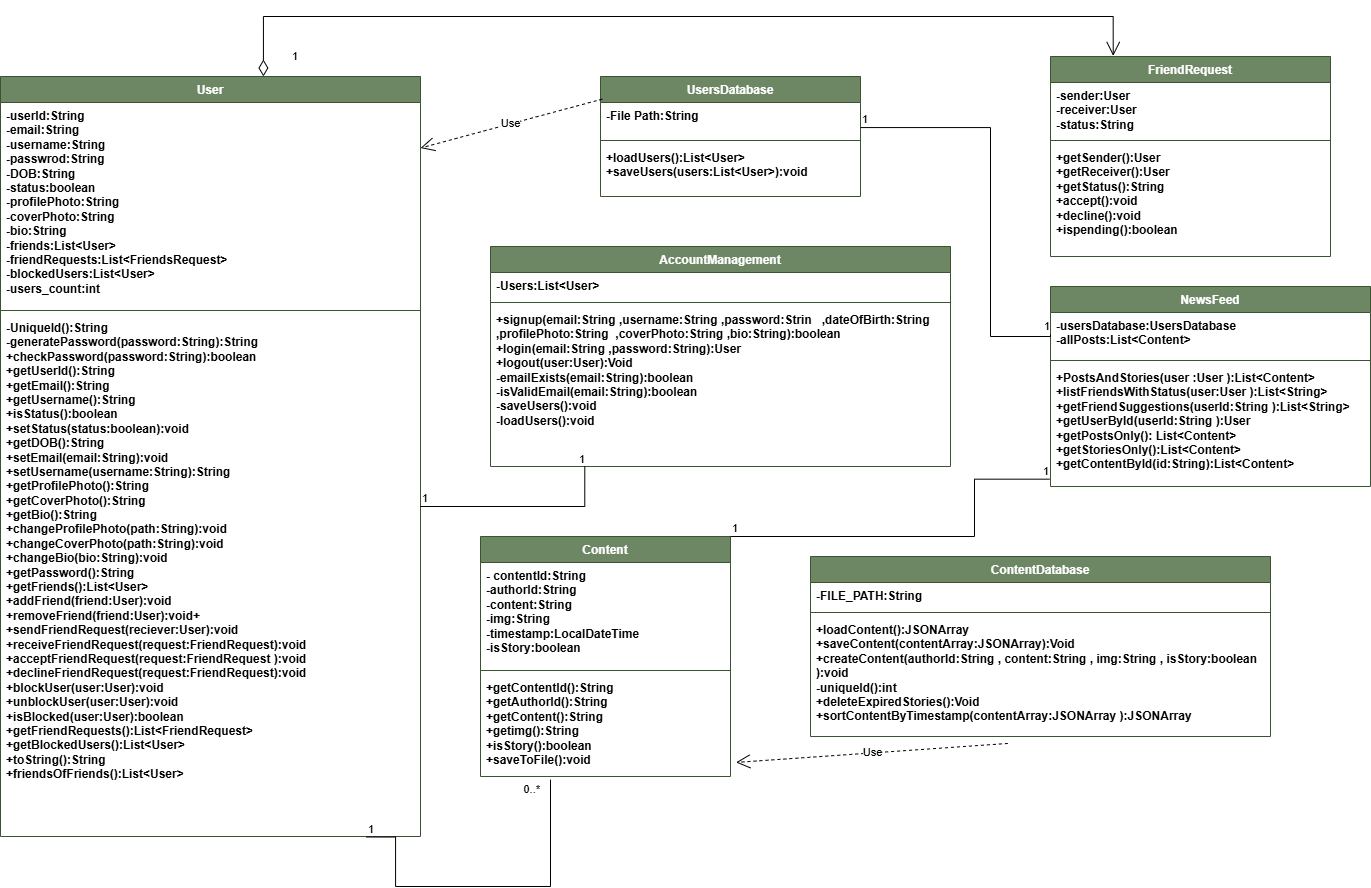 1
User
-userId:String
-email:String
-username:String
-passwrod:String
-DOB:String
-status:boolean
-profilePhoto:String
-coverPhoto:String
-bio:String
-friends:List<User>
-friendRequests:List<FriendsRequest>
-blockedUsers:List<User>
-users_count:int
-UniqueId():String
-generatePassword(password:String):String
+checkPassword(password:String):boolean
+getUserId():String
+getEmail():String
+getUsername():String
+isStatus():boolean
+setStatus(status:boolean):void
+getDOB():String
+setEmail(email:String):void
+setUsername(username:String):String
+getProfilePhoto():String
+getCoverPhoto():String
+getBio():String
+changeProfilePhoto(path:String):void
+changeCoverPhoto(path:String):void
+changeBio(bio:String):void
+getPassword():String
+getFriends():List<User>
+addFriend(friend:User):void
+removeFriend(friend:User):void+
+sendFriendRequest(reciever:User):void
+receiveFriendRequest(request:FriendRequest):void
+acceptFriendRequest(request:FriendRequest ):void
+declineFriendRequest(request:FriendRequest):void
+blockUser(user:User):void
+unblockUser(user:User):void
+isBlocked(user:User):boolean
+getFriendRequests():List<FriendRequest>
+getBlockedUsers():List<User>
+toString():String
+friendsOfFriends():List<User>
1
Use
UsersDatabase
-File Path:String
+loadUsers():List<User>
+saveUsers(users:List<User>):void
1
FriendRequest
-sender:User
-receiver:User
-status:String
+getSender():User
+getReceiver():User
+getStatus():String
+accept():void
+decline():void
+ispending():boolean
AccountManagement
-Users:List<User>
+signup(email:String ,username:String ,password:Strin   ,dateOfBirth:String
,profilePhoto:String  ,coverPhoto:String ,bio:String):boolean
+login(email:String ,password:String):User
+logout(user:User):Void
-emailExists(email:String):boolean
-isValidEmail(email:String):boolean
-saveUsers():void
-loadUsers():void
1
1
NewsFeed
1
-usersDatabase:UsersDatabase
-allPosts:List<Content>
+PostsAndStories(user :User ):List<Content>
+listFriendsWithStatus(user:User ):List<String>
+getFriendSuggestions(userId:String ):List<String>
+getUserById(userId:String ):User
+getPostsOnly(): List<Content>
+getStoriesOnly():List<Content>
+getContentById(id:String):List<Content>
1
1
Content
- contentId:String
-authorId:String
-content:String
-img:String
-timestamp:LocalDateTime
-isStory:boolean
+getContentId():String
+getAuthorId():String
+getContent():String
+getimg():String
+isStory():boolean
+saveToFile():void
0..*
ContentDatabase
-FILE_PATH:String
+loadContent():JSONArray
+saveContent(contentArray:JSONArray):Void
+createContent(authorId:String , content:String , img:String , isStory:boolean
):void
-uniqueId():int
+deleteExpiredStories():Void
+sortContentByTimestamp(contentArray:JSONArray ):JSONArray
Use